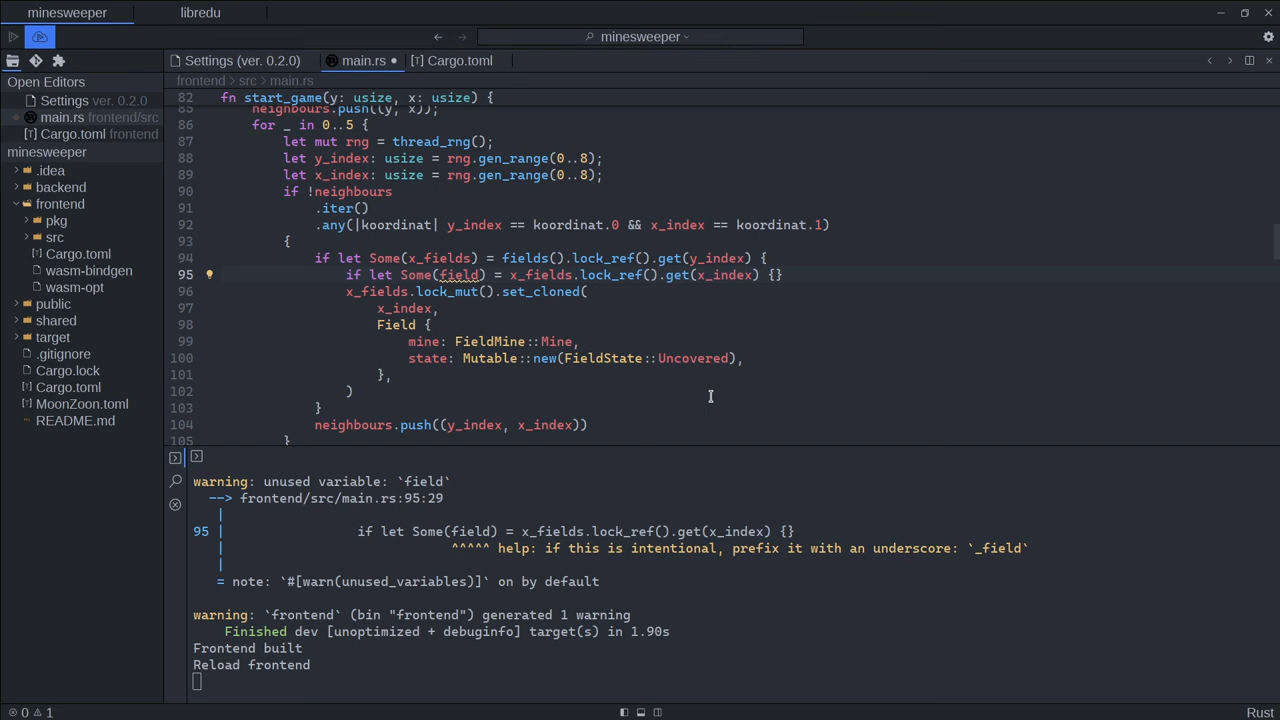 minesweeper
libredu
minesweeper
Settings (ver. 0.2.0)
main.rs
[T] Cargo.toml
Open Editors
frontend › src › main.rs
Settings ver. 0.2.0
main.rs frontend/src
[T] Cargo.toml frontend
minesweeper
.idea
backend
frontend
pkg
src
Cargo.toml
wasm-bindgen
wasm-opt
public
shared
target
.gitignore
Cargo.lock
Cargo.toml
MoonZoon.toml
README.md
82 fn start_game(y: usize, x: usize) {
85 neighbours.push((y, x));
86 for _ in 0..5 {
87 let mut rng = thread_rng();
88 let y_index: usize = rng.gen_range(0..8);
89 let x_index: usize = rng.gen_range(0..8);
90 if !neighbours
91 .iter()
92 .any(|koordinat| y_index == koordinat.0 && x_index == koordinat.1)
93 {
94 if let Some(x_fields) = fields().lock_ref().get(y_index) {
95 if let Some(field) = x_fields.lock_ref().get(x_index) {}
96 x_fields.lock_mut().set_cloned(
97 x_index,
98 Field {
99 mine: FieldMine::Mine,
100 state: Mutable::new(FieldState::Uncovered),
101 },
102 )
103 }
104 neighbours.push((y_index, x_index))
105 }
warning: unused variable: `field`
--> frontend/src/main.rs:95:29
|
95 | if let Some(field) = x_fields.lock_ref().get(x_index) {}
| ^^^^^ help: if this is intentional, prefix it with an underscore: `_field`
|
= note: `#[warn(unused_variables)]` on by default
warning: `frontend` (bin "frontend") generated 1 warning
Finished dev [unoptimized + debuginfo] target(s) in 1.90s
Frontend built
Reload frontend
0 1
Rust